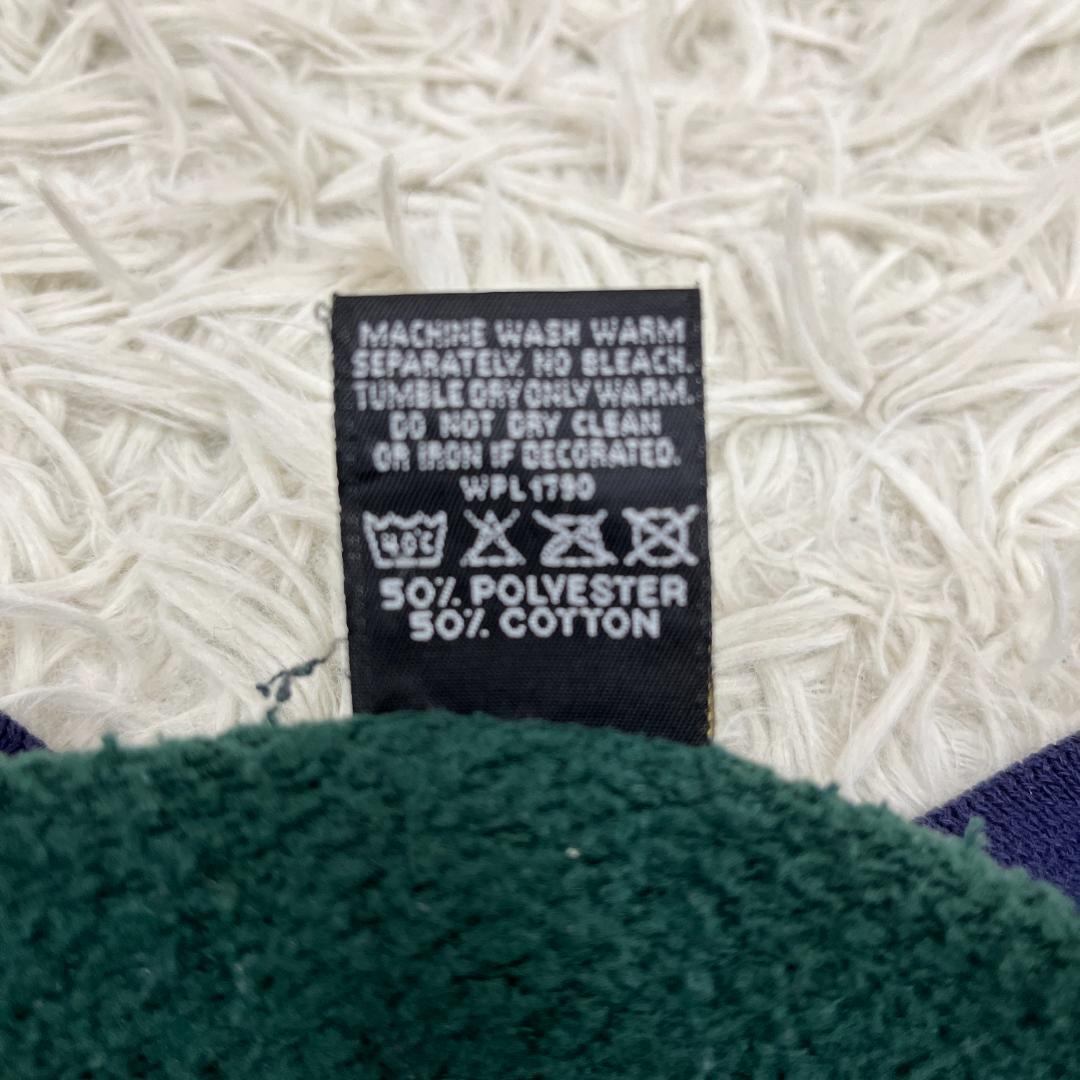 MACHINE WASH WARM
SEPARATELY. NO BLEACH.
TUMBLE DRY ONLY WARM.
DO NOT DRY CLEAN
OR IRON IF DECORATED.
WPL 1790
40°C
50% POLYESTER
50% COTTON